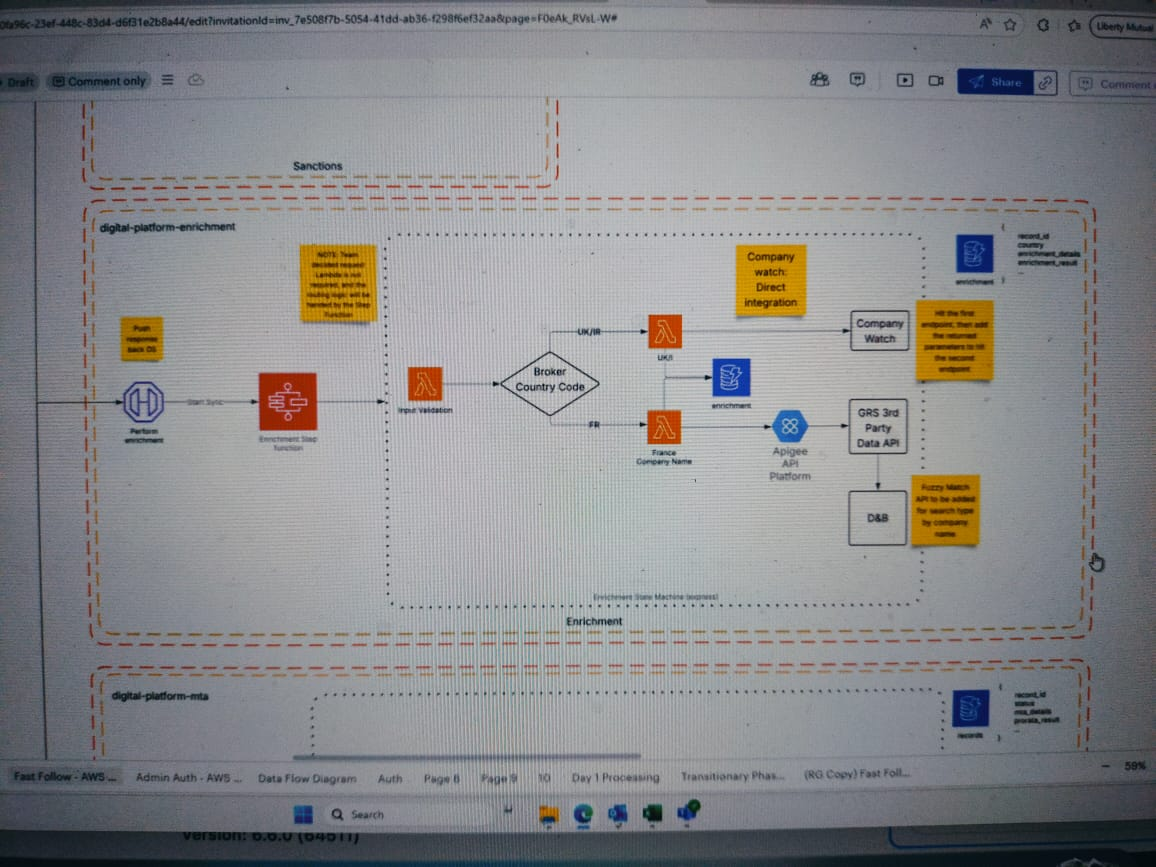 0fa96c-23ef-448c-83d4-d6f31e2b8a44/edit?invitationId=inv_7e508f7b-5054-41dd-ab36-f298f6ef32aa&page=F0eAk_RVsL-W#
Liberty Mutual
Draft
Comment only
Share
Comment
Sanctions
digital-platform-enrichment
NOTE: Team
decided request
Lambda is not
required, and the
routing logic will be
handled by the Step
Function
Company
watch:
Direct
integration
enrichment
{
record_id
country
enrichment_details
enrichment_result
...
}
Push
response
back DS
UK/IR
UK/I
Company
Watch
Hit the first
endpoint, then add
the returned
parameters to hit
the second
endpoint
Broker
Country Code
Perform
enrichment
Start Sync
Enrichment Step
function
Input Validation
enrichment
FR
France
Company Name
Apigee
API
Platform
GRS 3rd
Party
Data API
D&B
Fuzzy Match
API to be added
for search type
by company
name
Enrichment State Machine (express)
Enrichment
digital-platform-mta
records
{
record_id
status
mta_details
prorata_result
...
}
Fast Follow - AWS ...
Admin Auth - AWS ...
Data Flow Diagram
Auth
Page 6
Page 9
10
Day 1 Processing
Transitionary Phas...
(RG Copy) Fast Foll...
59%
Search
version: 6.6.0 (64511)